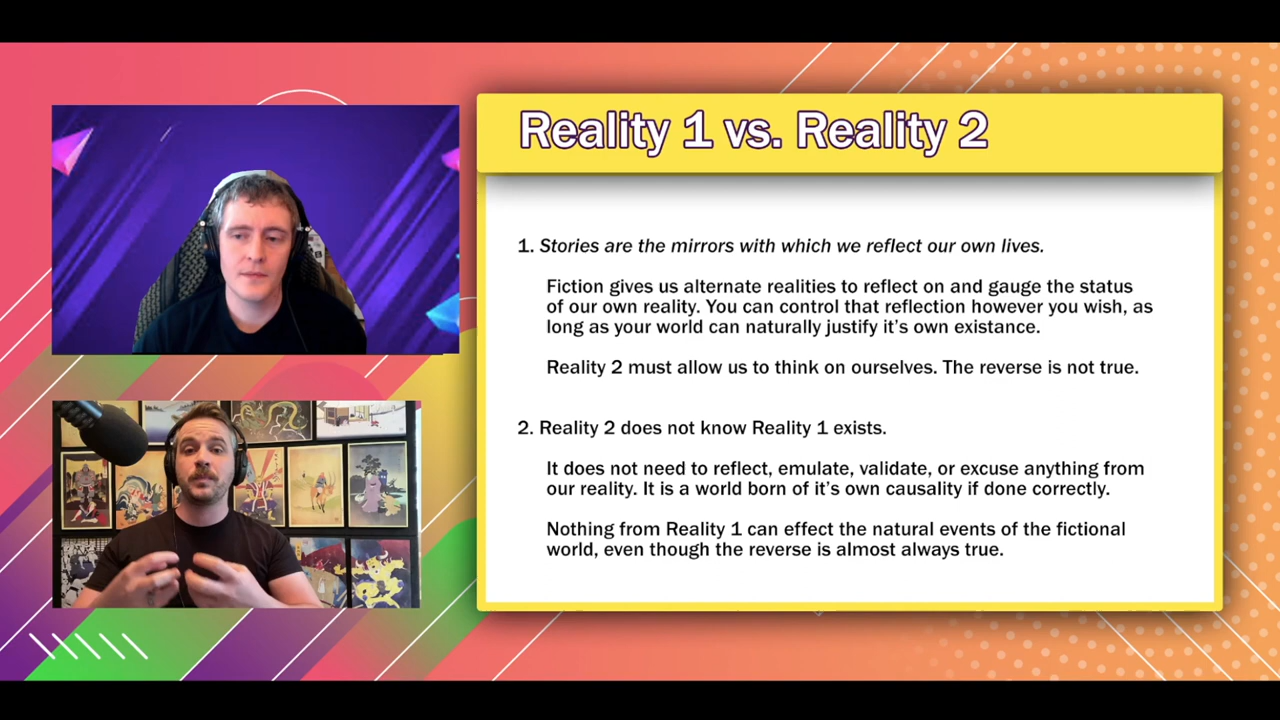 Reality 1 vs. Reality 2
1. Stories are the mirrors with which we reflect our own lives.
Fiction gives us alternate realities to reflect on and gauge the status
of our own reality. You can control that reflection however you wish, as
long as your world can naturally justify it's own existance.
Reality 2 must allow us to think on ourselves. The reverse is not true.
2. Reality 2 does not know Reality 1 exists.
It does not need to reflect, emulate, validate, or excuse anything from
our reality. It is a world born of it's own causality if done correctly.
Nothing from Reality 1 can effect the natural events of the fictional
world, even though the reverse is almost always true.